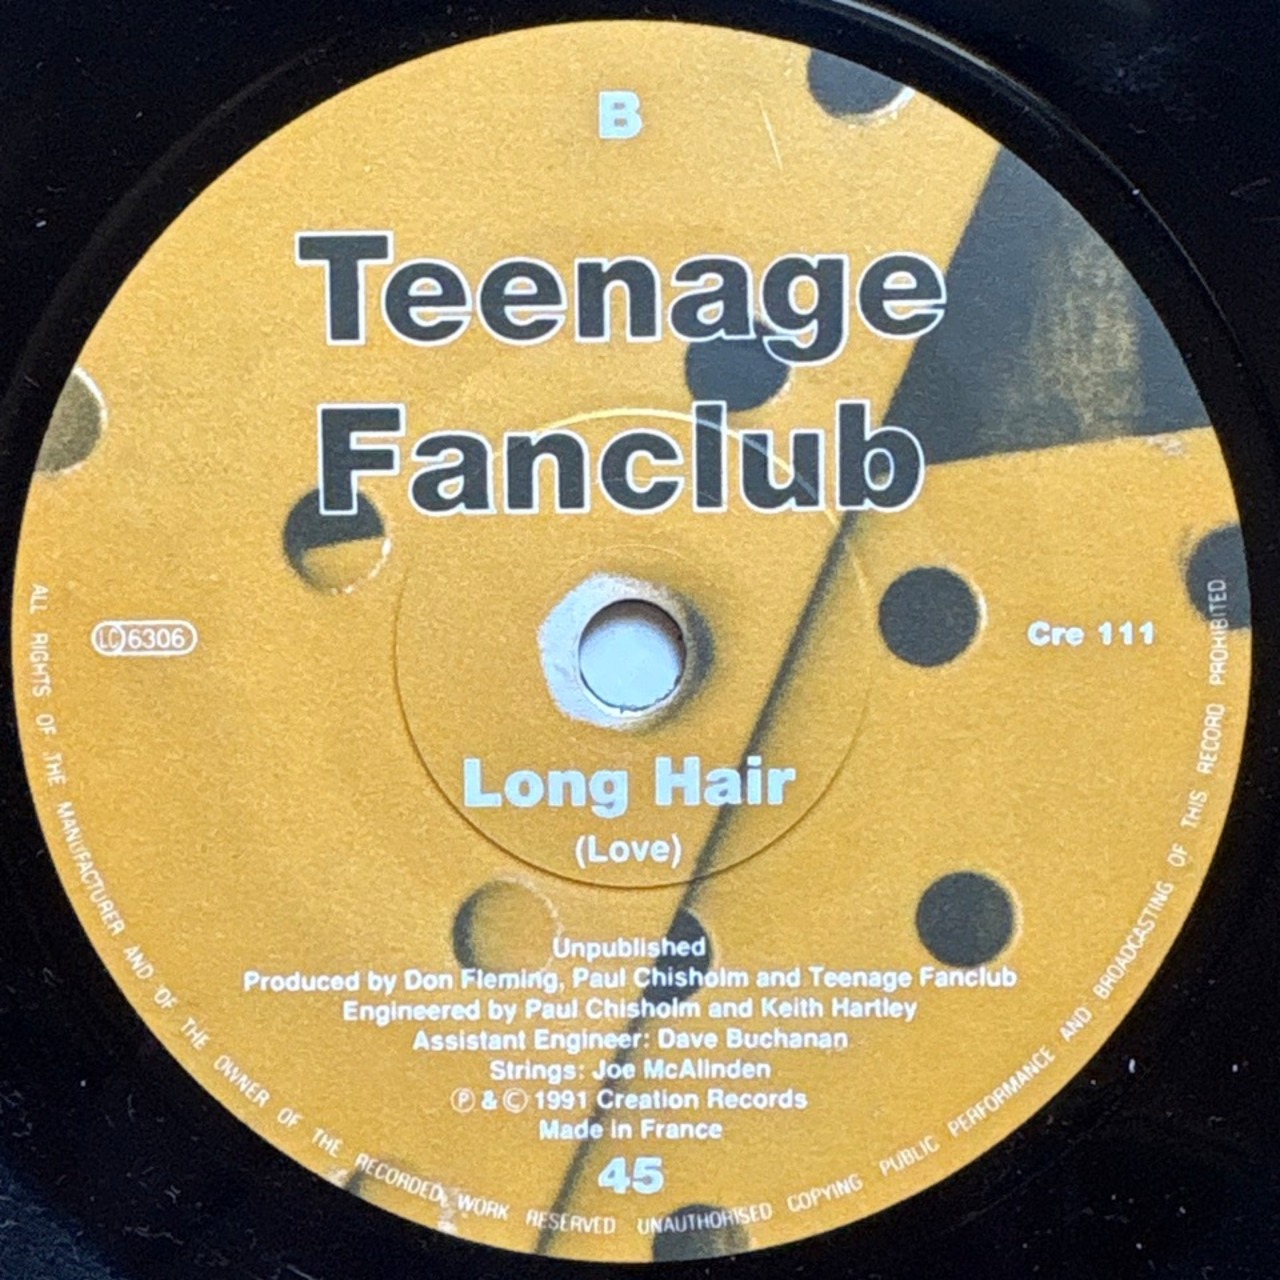 B
Teenage
Fanclub
LC 6306
Cre 111
Long Hair
(Love)
Unpublished
Produced by Don Fleming, Paul Chisholm and Teenage Fanclub
Engineered by Paul Chisholm and Keith Hartley
Assistant Engineer: Dave Buchanan
Strings: Joe McAlinden
Ⓟ & © 1991 Creation Records
Made in France
45
ALL RIGHTS OF THE MANUFACTURER AND OF THE OWNER OF THE RECORDED WORK RESERVED UNAUTHORISED COPYING PUBLIC PERFORMANCE AND BROADCASTING OF THIS RECORD PROHIBITED